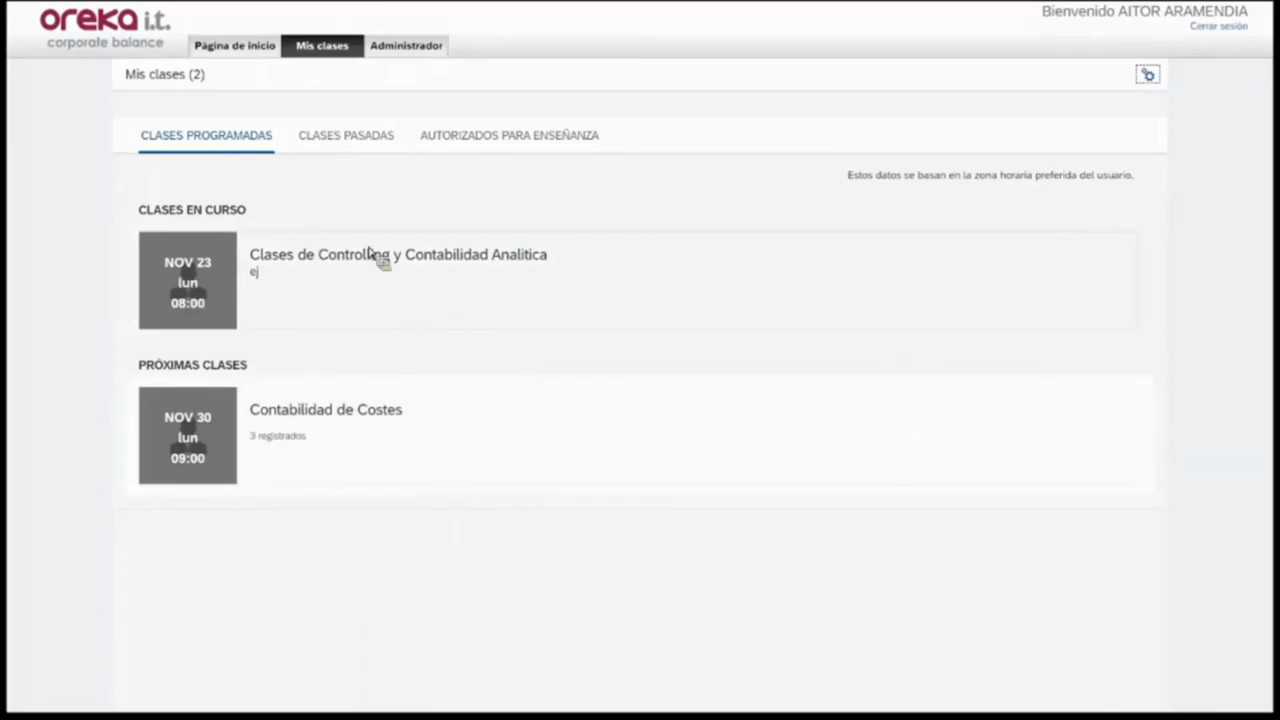 oreka i.t.
corporate balance
Bienvenido AITOR ARAMENDIA
Cerrar sesión
Página de inicio
Mis clases
Administrador
Mis clases (2)
CLASES PROGRAMADAS
CLASES PASADAS
AUTORIZADOS PARA ENSEÑANZA
Estos datos se basan en la zona horaria preferida del usuario.
CLASES EN CURSO
NOV 23
lun
08:00
Clases de Controlling y Contabilidad Analitica
ej
PRÓXIMAS CLASES
NOV 30
lun
09:00
Contabilidad de Costes
3 registrados